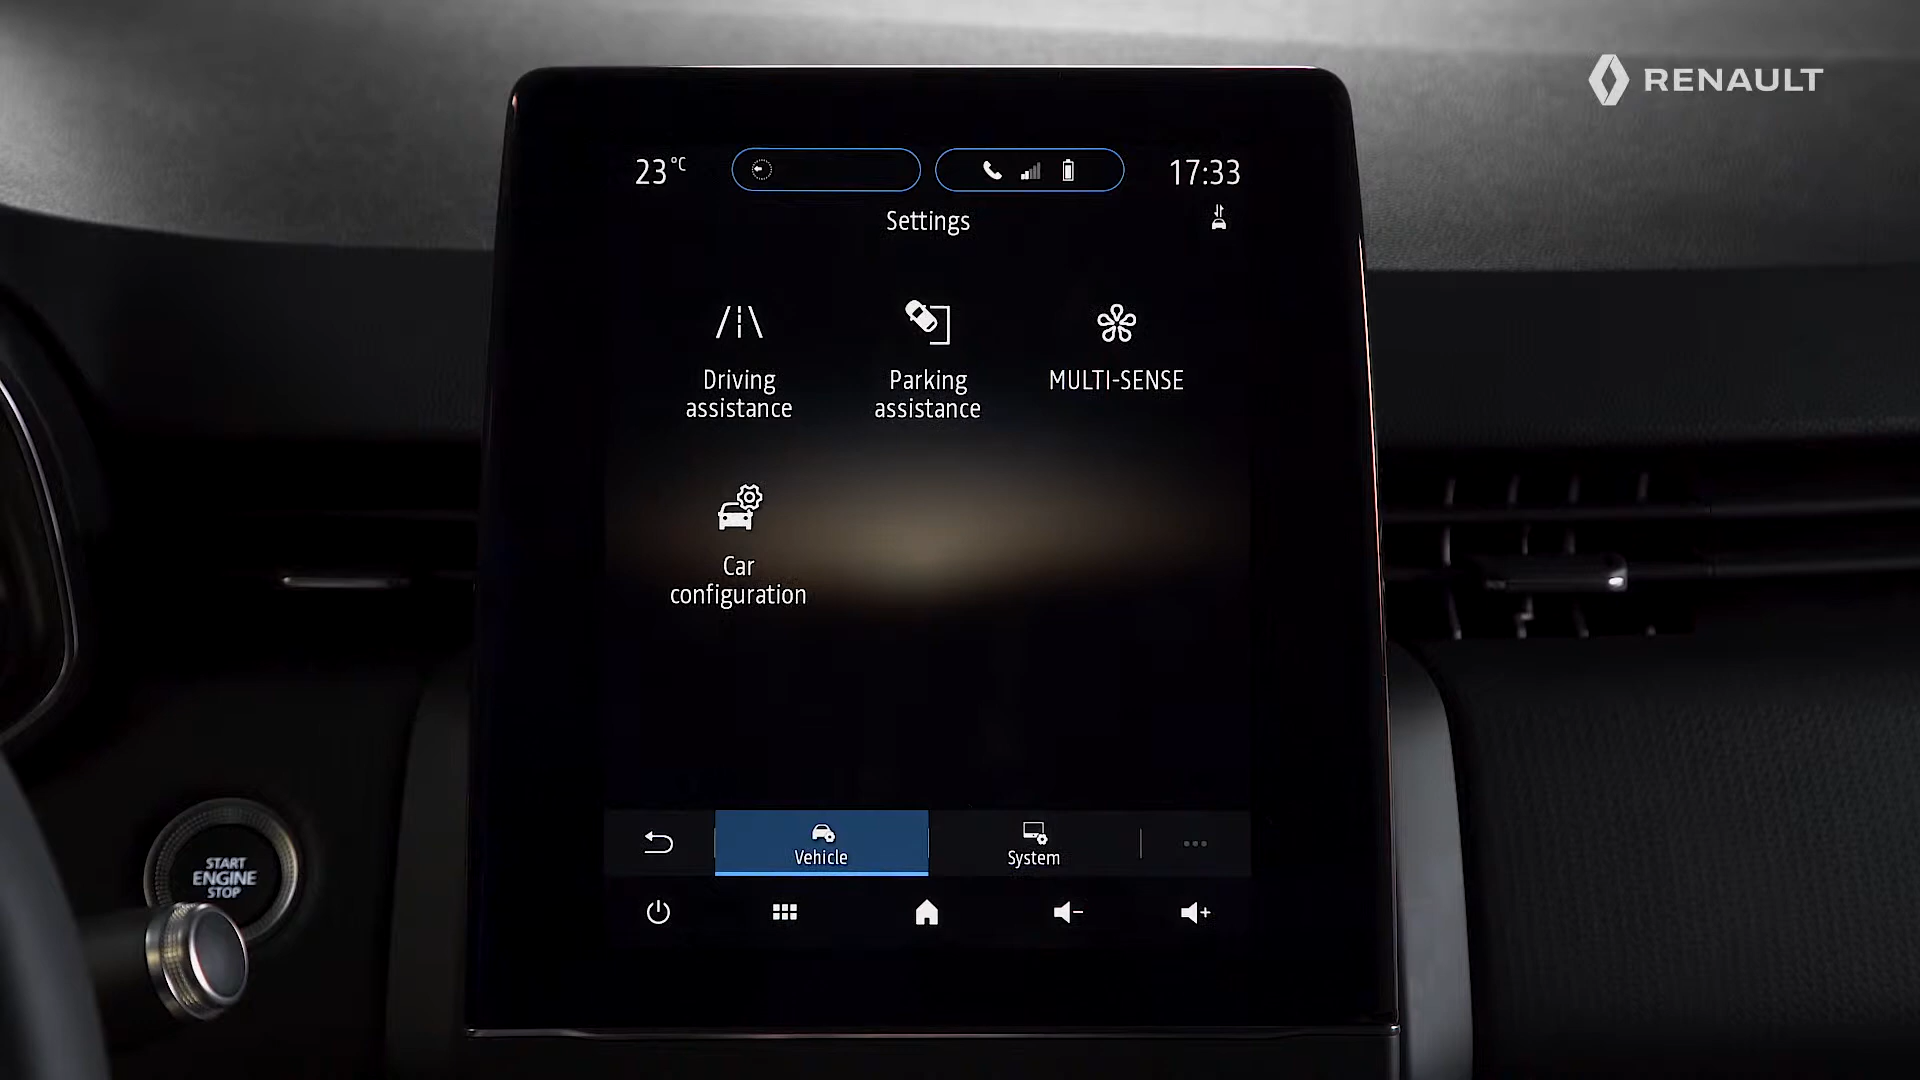 RENAULT
23°C
17:33
Settings
Driving
assistance
Parking
assistance
MULTI-SENSE
Car
configuration
Vehicle
System
START
ENGINE
STOP